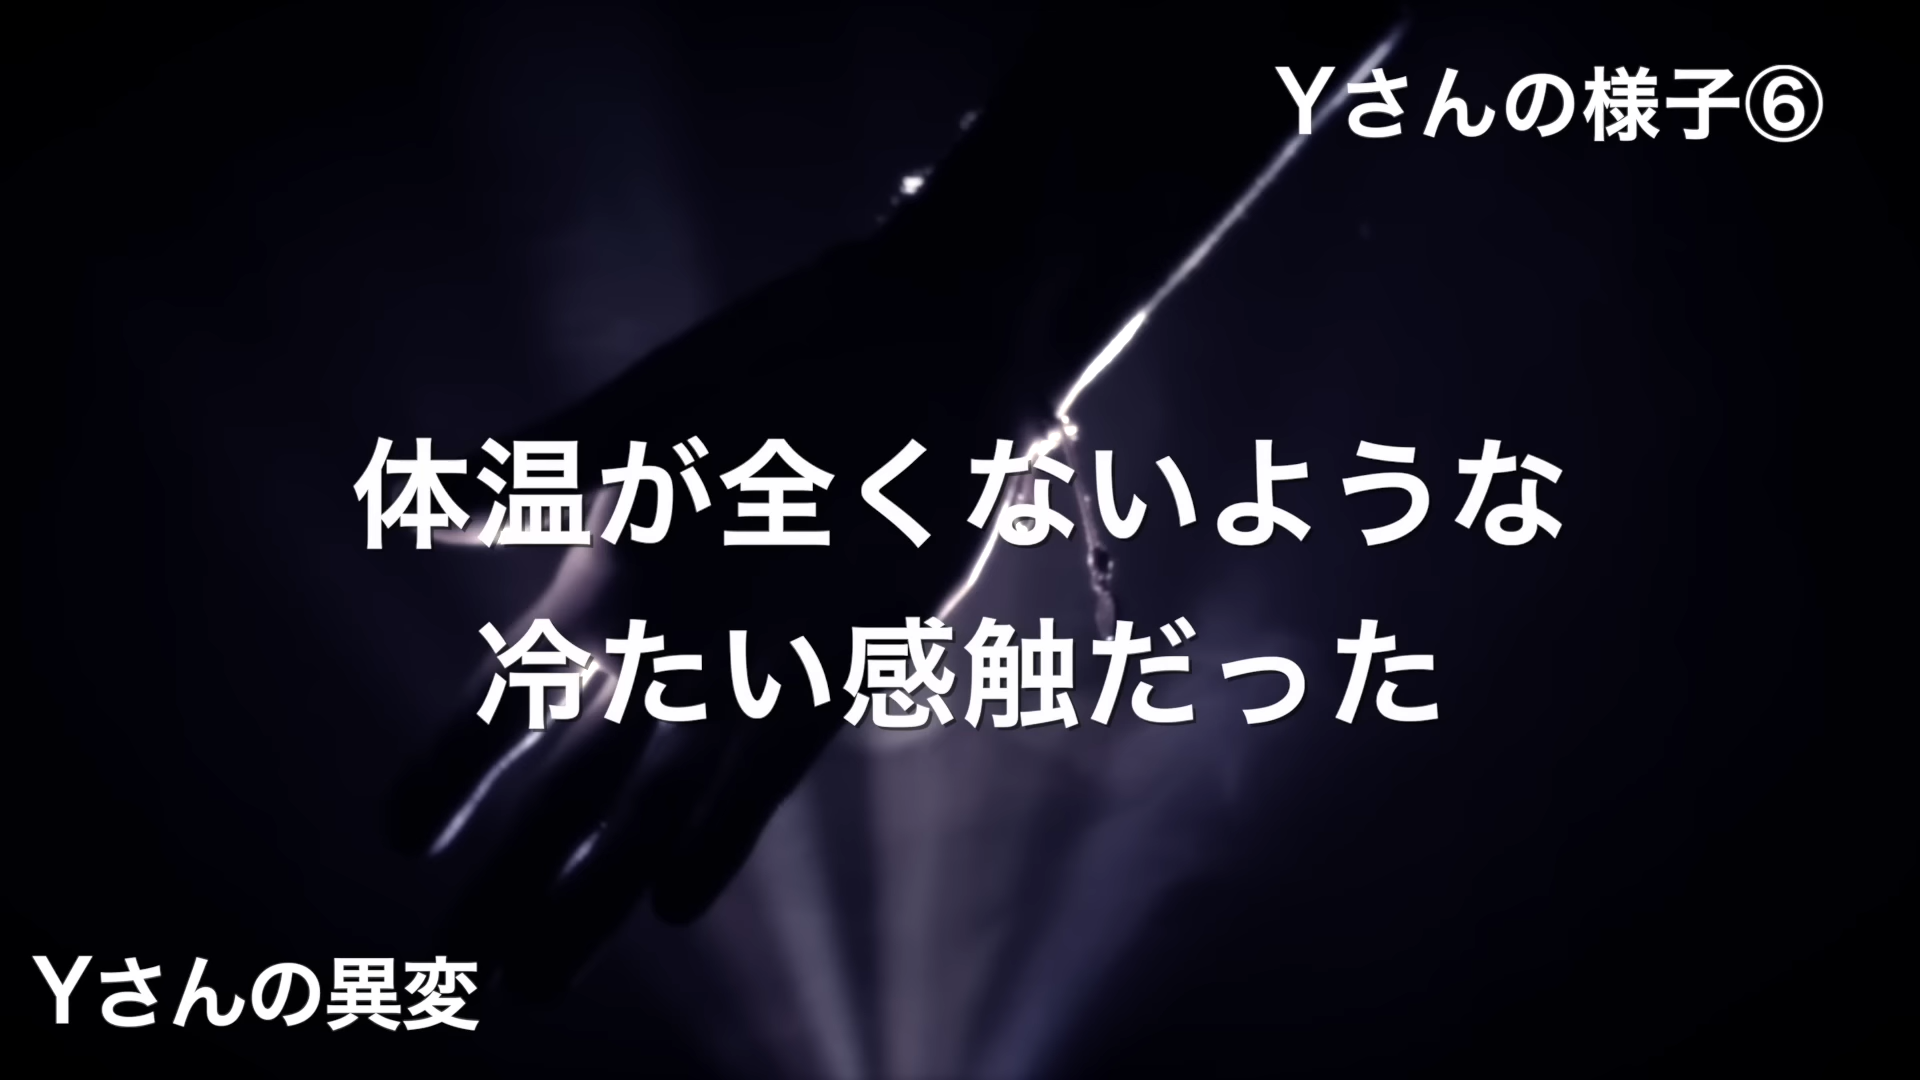 Yさんの様子⑥
体温が全くないような
冷たい感触だった
Yさんの異変